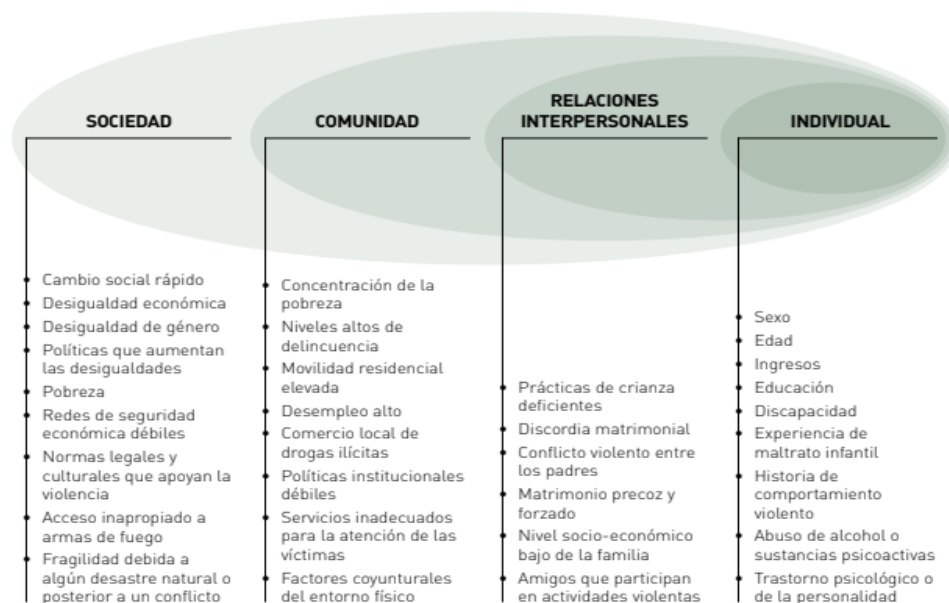 SOCIEDAD
Cambio social rápido
Desigualdad económica
Desigualdad de género
Políticas que aumentan
las desigualdades
Pobreza
Redes de seguridad
económica débiles
Normas legales y
culturales que apoyan la
violencia
Acceso inapropiado a
armas de fuego
Fragilidad debida a
algún desastre natural o
posterior a un conflicto
COMUNIDAD
Concentración de la
pobreza
Niveles altos de
delincuencia
Movilidad residencial
elevada
Desempleo alto
Comercio local de
drogas ilícitas
Políticas institucionales
débiles
Servicios inadecuados
para la atención de las
víctimas
Factores coyunturales
del entorno físico
RELACIONES
INTERPERSONALES
Prácticas de crianza
deficientes
Discordia matrimonial
Conflicto violento entre
los padres
Matrimonio precoz y
forzado
Nivel socio-económico
bajo de la familia
Amigos que participan
en actividades violentas
INDIVIDUAL
Sexo
Edad
Ingresos
Educación
Discapacidad
Experiencia de
maltrato infantil
Historia de
comportamiento
violento
Abuso de alcohol o
sustancias psicoactivas
Trastorno psicológico o
de la personalidad